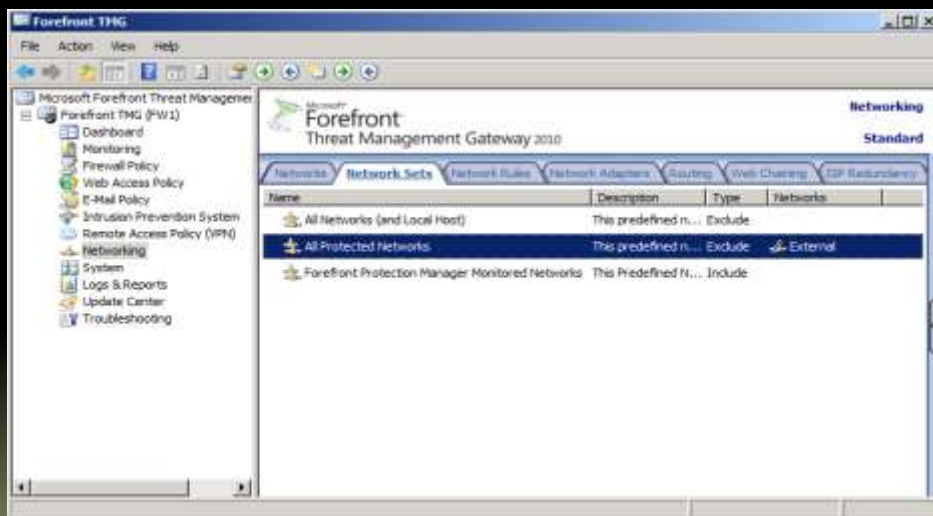 Forefront TMG
File Action View Help
Microsoft Forefront Threat Managemer
Forefront TMG (FW1)
Dashboard
Monitoring
Firewall Policy
Web Access Policy
E-Mail Policy
Intrusion Prevention System
Remote Access Policy (VPN)
Networking
System
Logs & Reports
Update Center
Troubleshooting
Microsoft
Forefront
Threat Management Gateway 2010
Networking
Standard
Networks Network Sets Network Rules Network Adapters Routing Web Chaining ISP Redundancy
Name Description Type Networks
All Networks (and Local Host) This predefined n... Exclude
All Protected Networks This predefined n... Exclude External
Forefront Protection Manager Monitored Networks This Predefined N... Include